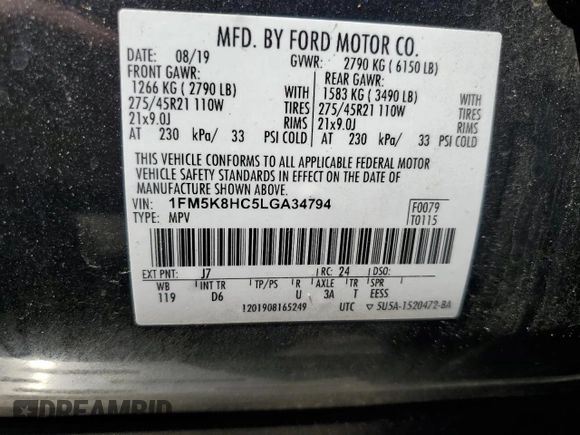 MFD. BY FORD MOTOR CO.
DATE: 08/19 GVWR: 2790 KG ( 6150 LB)
FRONT GAWR: REAR GAWR:
1266 KG ( 2790 LB) WITH 1583 KG ( 3490 LB) WITH
275/45R21 110W TIRES 275/45R21 110W TIRES
21x9.0J RIMS 21x9.0J RIMS
AT 230 kPa/ 33 PSI COLD AT 230 kPa/ 33 PSI COLD
THIS VEHICLE CONFORMS TO ALL APPLICABLE FEDERAL MOTOR
VEHICLE SAFETY STANDARDS IN EFFECT ON THE DATE OF
MANUFACTURE SHOWN ABOVE.
VIN: 1FM5K8HC5LGA34794 F0079
TYPE: MPV T0115
EXT PNT: J7 RC: 24 DSO:
WB INT TR TP/PS R AXLE TR SPR
119 D6 U 3A T EESS
1201908165249 UTC ▽ 5U5A-1520472-BA
DREAMBID